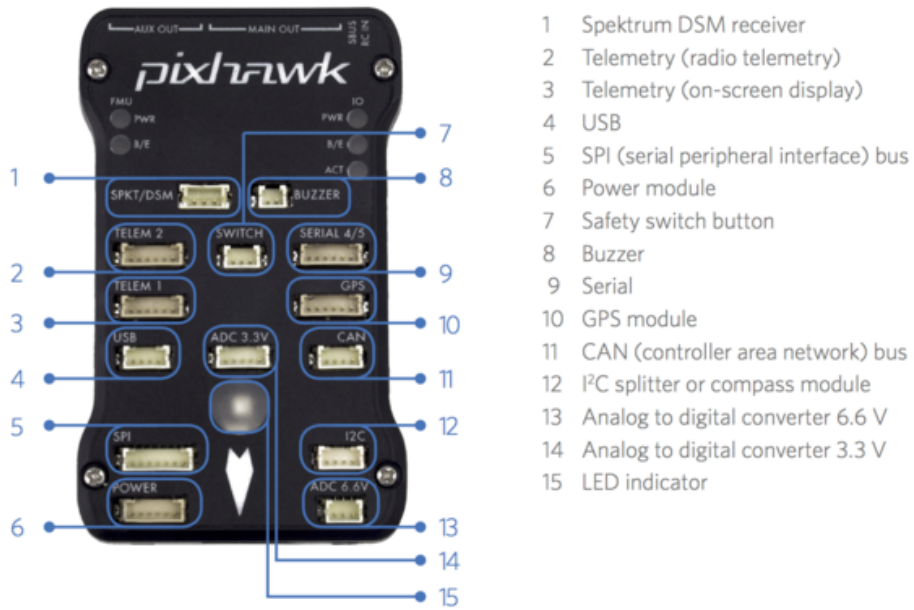 AUX OUT
MAIN OUT
SBUS
RC IN
pixhawk
FMU
IO
PWR
PWR
B/E
B/E
ACT
7
1
8
SPKT/DSM
BUZZER
TELEM 2
SWITCH
SERIAL 4/5
2
9
TELEM 1
GPS
3
10
USB
ADC 3.3V
CAN
4
11
5
12
SPI
I2C
POWER
ADC 6.6V
6
13
14
15
1 Spektrum DSM receiver
2 Telemetry (radio telemetry)
3 Telemetry (on-screen display)
4 USB
5 SPI (serial peripheral interface) bus
6 Power module
7 Safety switch button
8 Buzzer
9 Serial
10 GPS module
11 CAN (controller area network) bus
12 I²C splitter or compass module
13 Analog to digital converter 6.6 V
14 Analog to digital converter 3.3 V
15 LED indicator